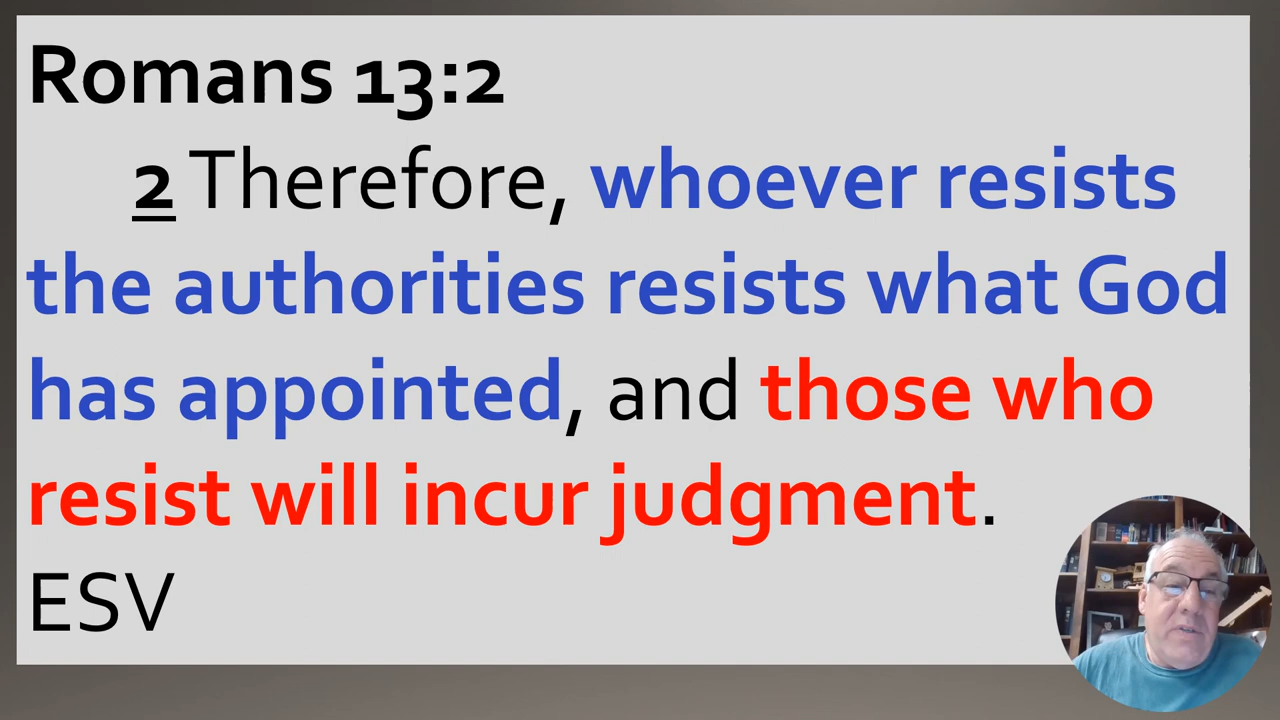 Romans 13:2
2 Therefore, whoever resists
the authorities resists what God
has appointed, and those who
resist will incur judgment.
ESV